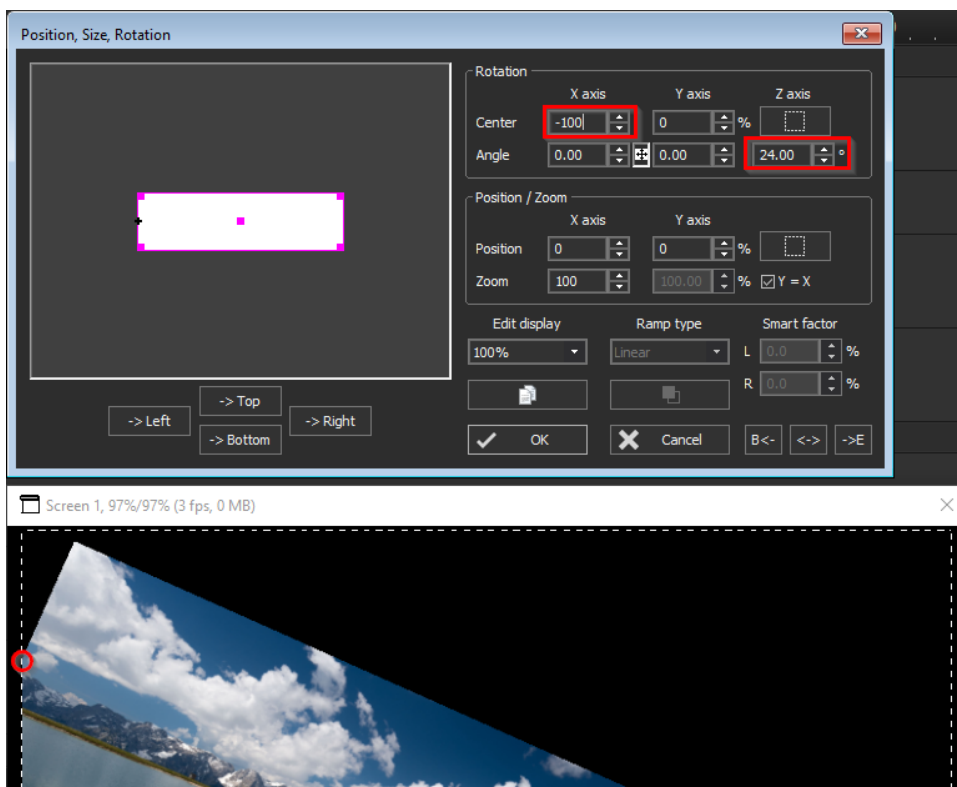 Position, Size, Rotation
Rotation
X axis Y axis Z axis
Center -100 0 %
Angle 0.00 0.00 24.00 °
Position / Zoom
X axis Y axis
Position 0 0 %
Zoom 100 100.00 % Y = X
Edit display Ramp type Smart factor
100% Linear L 0.0 %
R 0.0 %
-> Top
-> Left -> Right
-> Bottom
OK Cancel B<- <-> ->E
Screen 1, 97%/97% (3 fps, 0 MB)